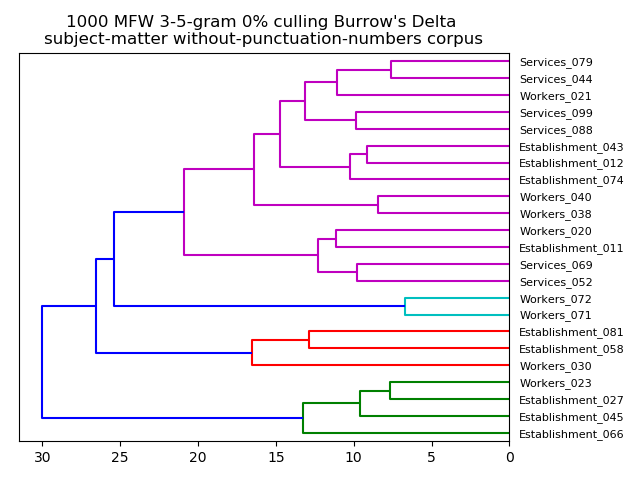 1000 MFW 3-5-gram 0% culling Burrow's Delta
subject-matter without-punctuation-numbers corpus
Services_079
Services_044
Workers_021
Services_099
Services_088
Establishment_043
Establishment_012
Establishment_074
Workers_040
Workers_038
Workers_020
Establishment_011
Services_069
Services_052
Workers_072
Workers_071
Establishment_081
Establishment_058
Workers_030
Workers_023
Establishment_027
Establishment_045
Establishment_066
30 25 20 15 10 5 0